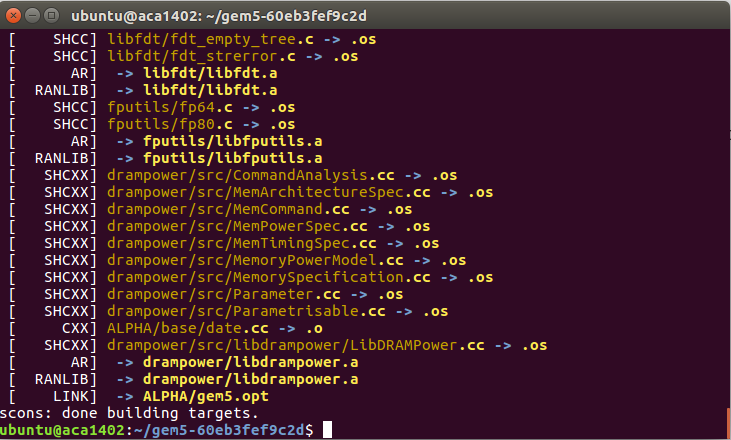 ubuntu@aca1402: ~/gem5-60eb3fef9c2d
[    SHCC] libfdt/fdt_empty_tree.c -> .os
[    SHCC] libfdt/fdt_strerror.c -> .os
[      AR]  -> libfdt/libfdt.a
[  RANLIB]  -> libfdt/libfdt.a
[    SHCC] fputils/fp64.c -> .os
[    SHCC] fputils/fp80.c -> .os
[      AR]  -> fputils/libfputils.a
[  RANLIB]  -> fputils/libfputils.a
[   SHCXX] drampower/src/CommandAnalysis.cc -> .os
[   SHCXX] drampower/src/MemArchitectureSpec.cc -> .os
[   SHCXX] drampower/src/MemCommand.cc -> .os
[   SHCXX] drampower/src/MemPowerSpec.cc -> .os
[   SHCXX] drampower/src/MemTimingSpec.cc -> .os
[   SHCXX] drampower/src/MemoryPowerModel.cc -> .os
[   SHCXX] drampower/src/MemorySpecification.cc -> .os
[   SHCXX] drampower/src/Parameter.cc -> .os
[   SHCXX] drampower/src/Parametrisable.cc -> .os
[     CXX] ALPHA/base/date.cc -> .o
[   SHCXX] drampower/src/libdrampower/LibDRAMPower.cc -> .os
[      AR]  -> drampower/libdrampower.a
[  RANLIB]  -> drampower/libdrampower.a
[    LINK]  -> ALPHA/gem5.opt
scons: done building targets.
ubuntu@aca1402:~/gem5-60eb3fef9c2d$